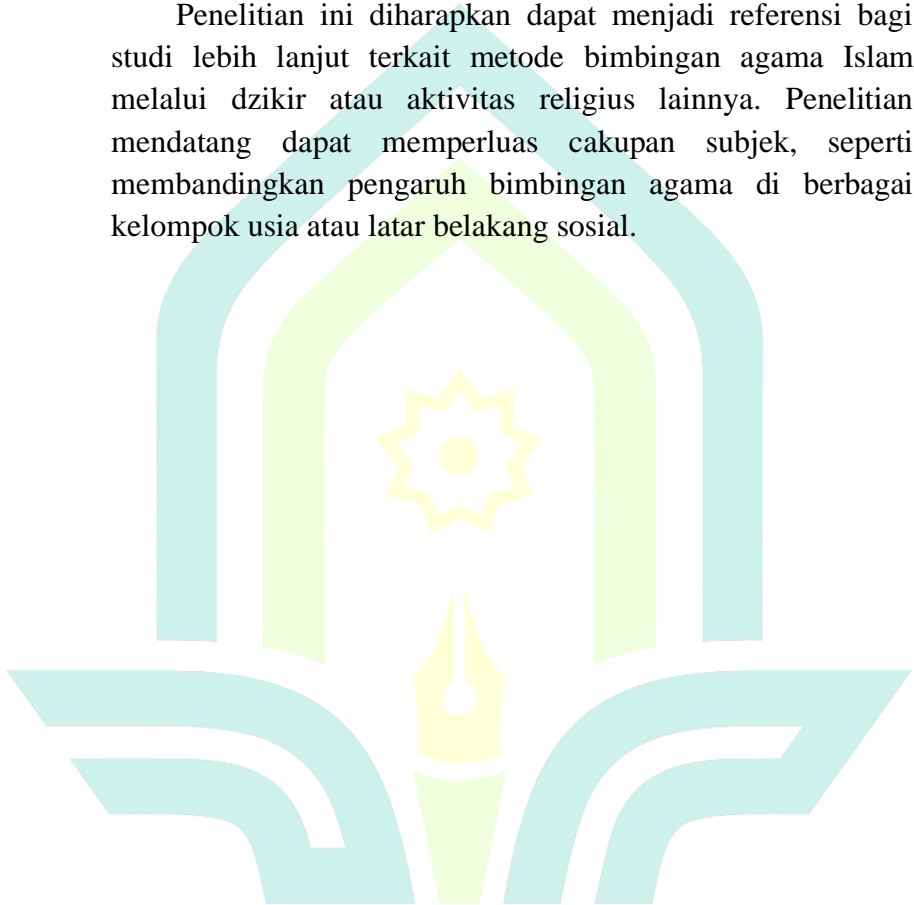 Penelitian ini diharapkan dapat menjadi referensi bagi
studi lebih lanjut terkait metode bimbingan agama Islam
melalui dzikir atau aktivitas religius lainnya. Penelitian
mendatang dapat memperluas cakupan subjek, seperti
membandingkan pengaruh bimbingan agama di berbagai
kelompok usia atau latar belakang sosial.